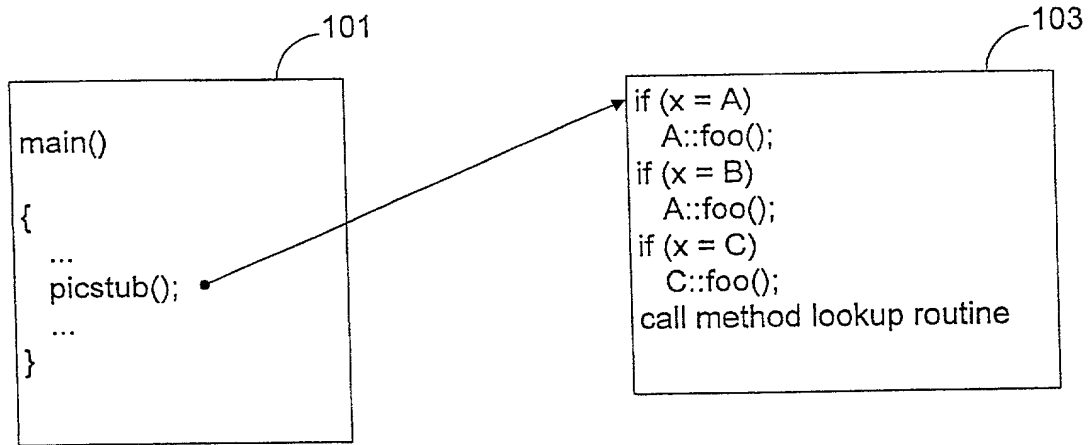 101
main()
{
...
picstub();
...
}
103
if (x = A)
A::foo();
if (x = B)
A::foo();
if (x = C)
C::foo();
call method lookup routine